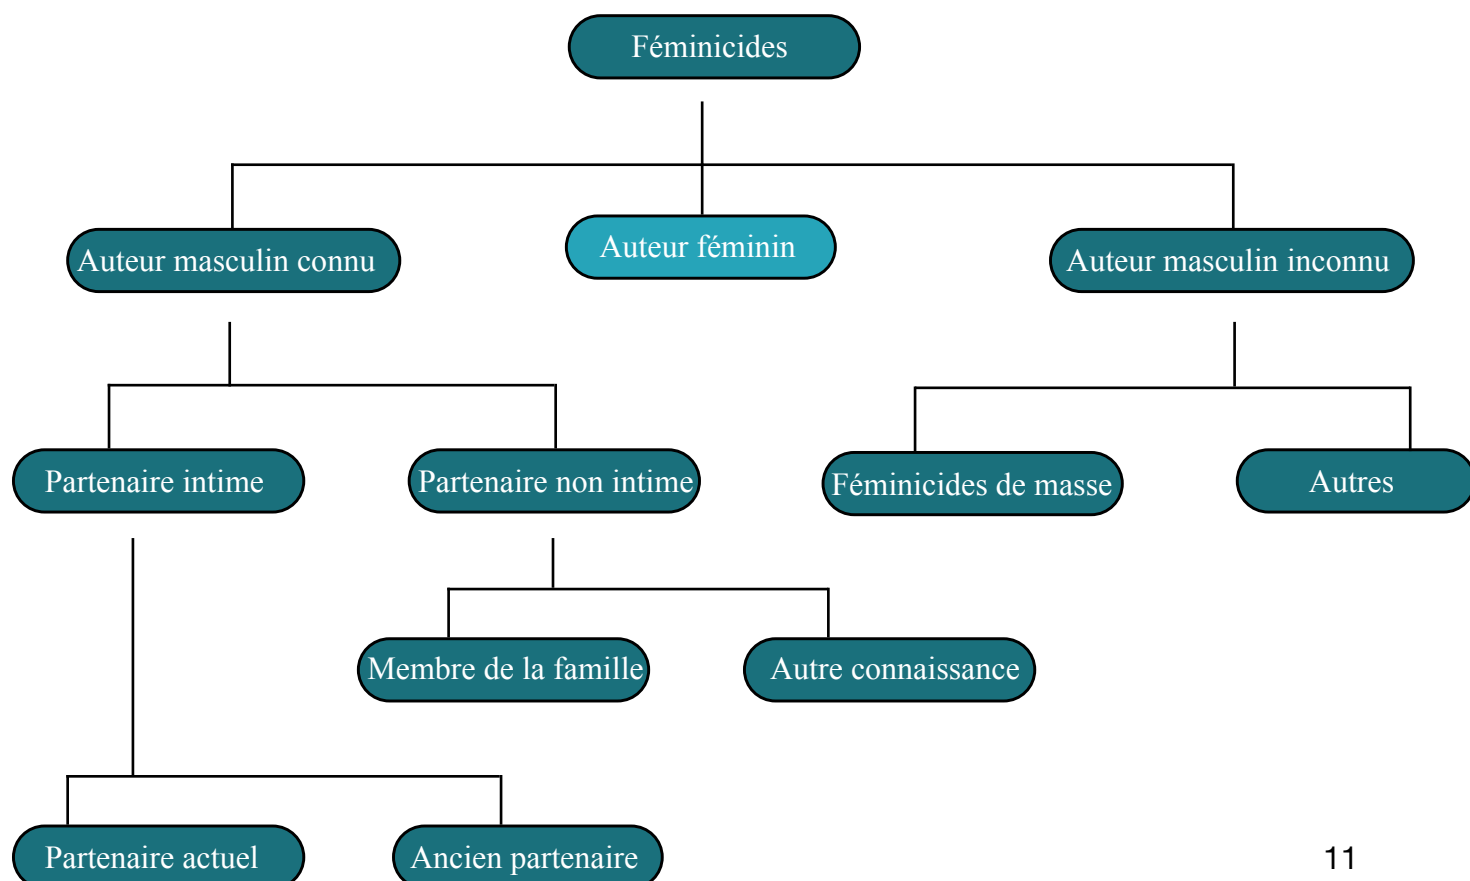 Féminicides
Auteur masculin connu
Auteur féminin
Auteur masculin inconnu
Partenaire intime
Partenaire non intime
Féminicides de masse
Autres
Membre de la famille
Autre connaissance
Partenaire actuel
Ancien partenaire
11